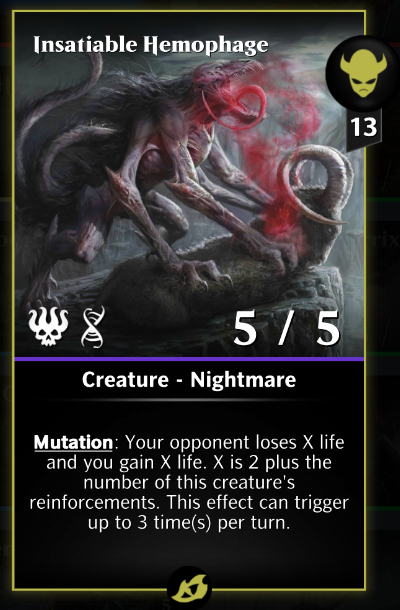 Insatiable Hemophage
13
5 / 5
Creature - Nightmare
Mutation: Your opponent loses X life
and you gain X life. X is 2 plus the
number of this creature's
reinforcements. This effect can trigger
up to 3 time(s) per turn.